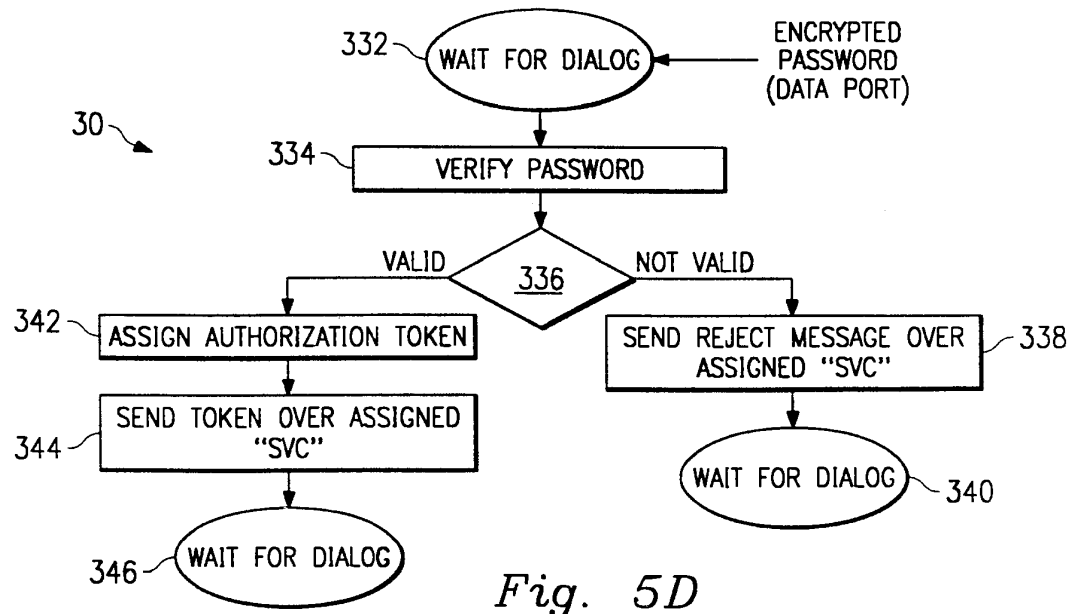 332
WAIT FOR DIALOG
ENCRYPTED
PASSWORD
(DATA PORT)
30
334
VERIFY PASSWORD
VALID
336
NOT VALID
342
ASSIGN AUTHORIZATION TOKEN
SEND REJECT MESSAGE OVER
ASSIGNED “SVC”
338
344
SEND TOKEN OVER ASSIGNED
“SVC”
WAIT FOR DIALOG
340
346
WAIT FOR DIALOG
Fig. 5D